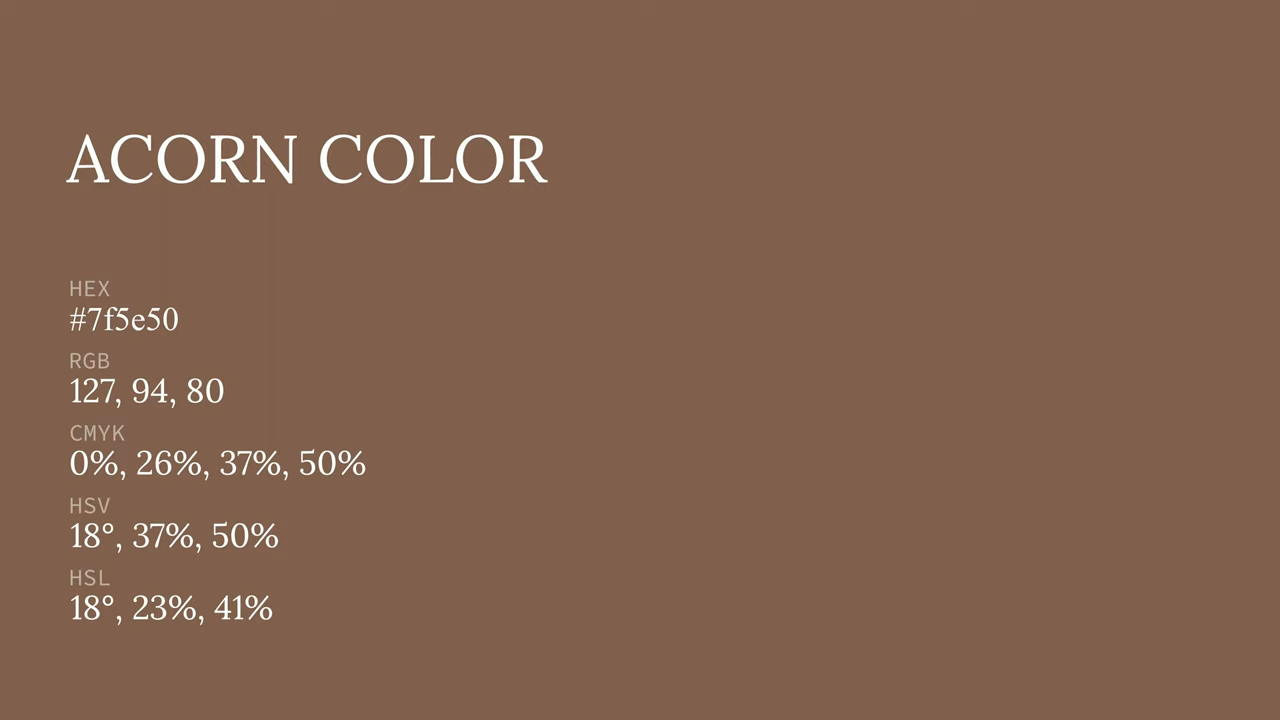 ACORN COLOR
HEX
#7f5e50
RGB
127, 94, 80
CMYK
0%, 26%, 37%, 50%
HSV
18°, 37%, 50%
HSL
18°, 23%, 41%